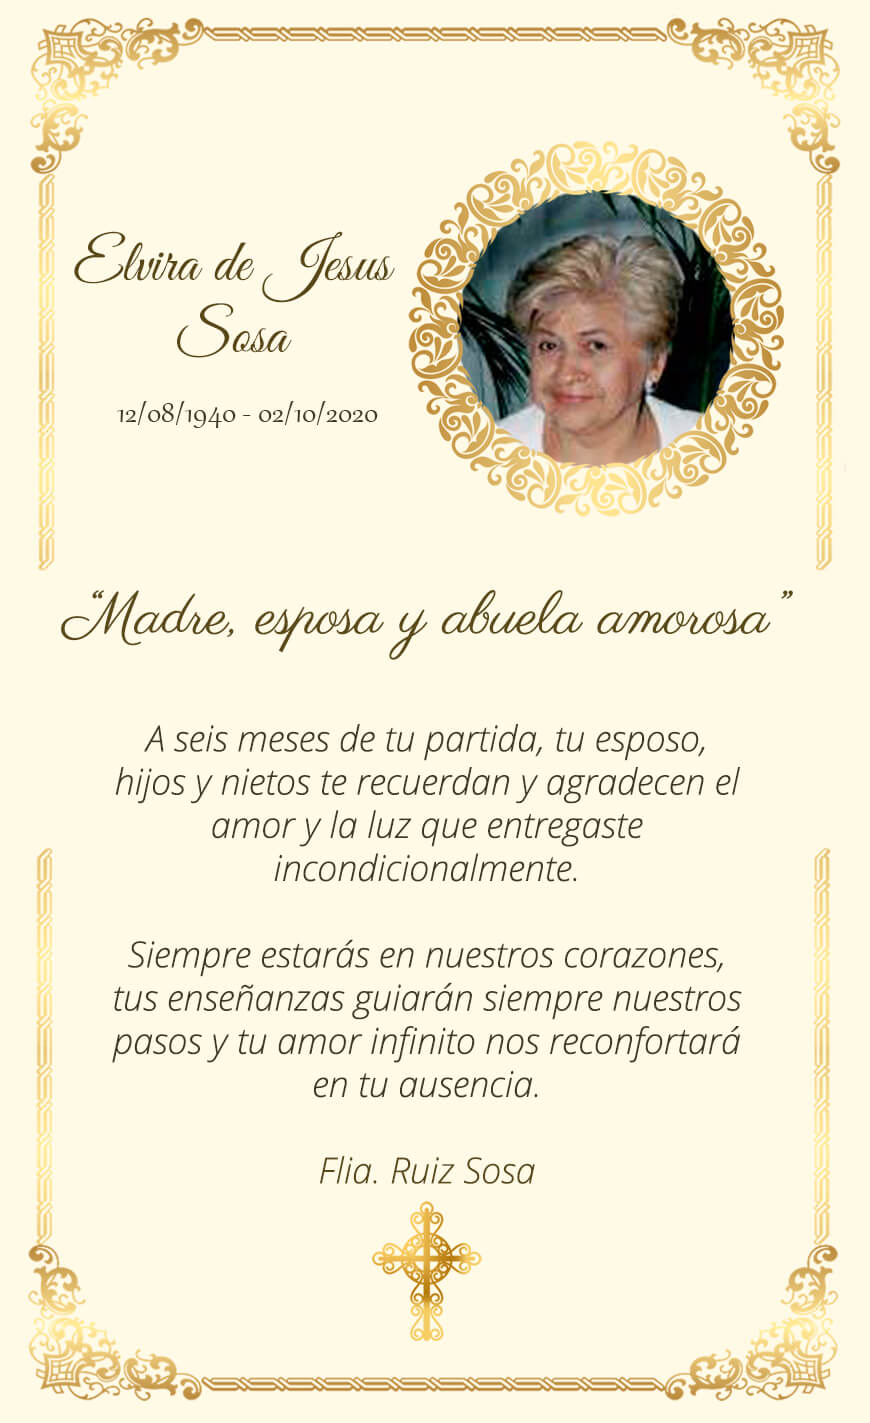 Elvira de Jesus
Sosa
12/08/1940 - 02/10/2020
“Madre, esposa y abuela amorosa”
A seis meses de tu partida, tu esposo,
hijos y nietos te recuerdan y agradecen el
amor y la luz que entregaste
incondicionalmente.
Siempre estarás en nuestros corazones,
tus enseñanzas guiarán siempre nuestros
pasos y tu amor infinito nos reconfortará
en tu ausencia.
Flia. Ruiz Sosa